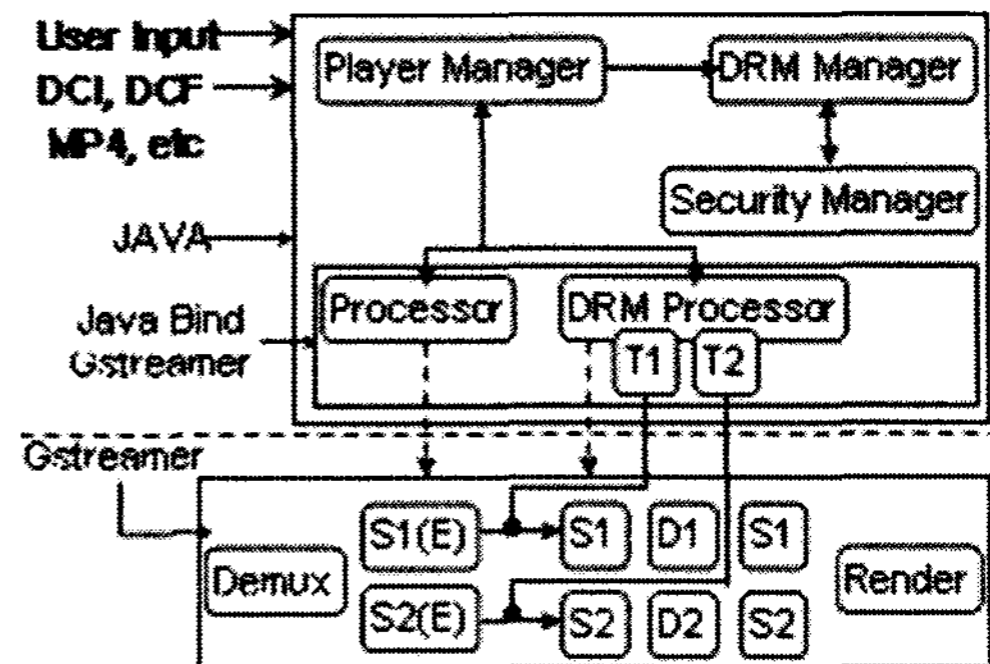 User Input
DCI, DCF
MP4, etc
Player Manager
DRM Manager
Security Manager
JAVA
Java Bind
Gstreamer
Processor
DRM Processor
T1
T2
Gstreamer
Demux
S1(E)
S1
D1
S1
S2(E)
S2
D2
S2
Render